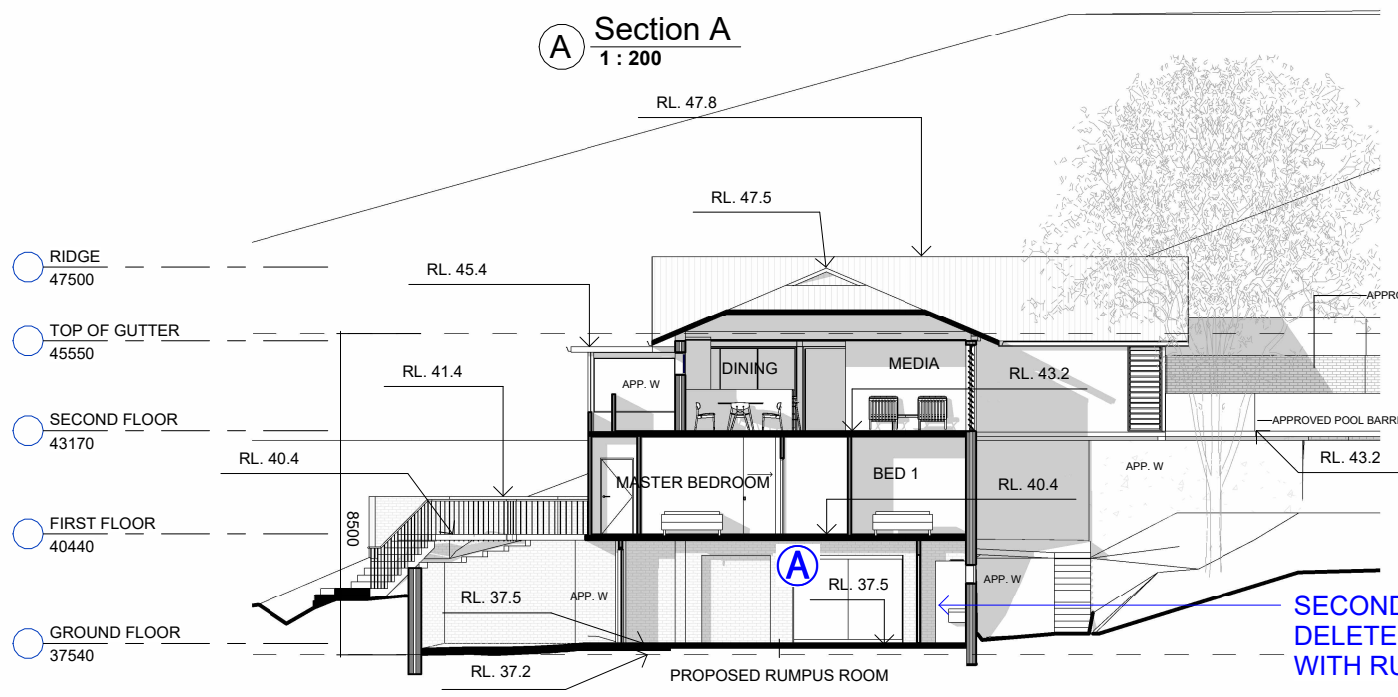 A Section A
1 : 200
RL. 47.8
RL. 47.5
RIDGE
47500
RL. 45.4
APPRO
TOP OF GUTTER
45550
DINING
MEDIA
RL. 41.4
APP. W
RL. 43.2
SECOND FLOOR
43170
APPROVED POOL BARRI
RL. 40.4
MASTER BEDROOM
BED 1
RL. 40.4
APP. W
RL. 43.2
FIRST FLOOR
40440
8500
A
RL. 37.5
APP. W
RL. 37.5
APP. W
SECOND
DELETE
WITH RU
GROUND FLOOR
37540
RL. 37.2
PROPOSED RUMPUS ROOM